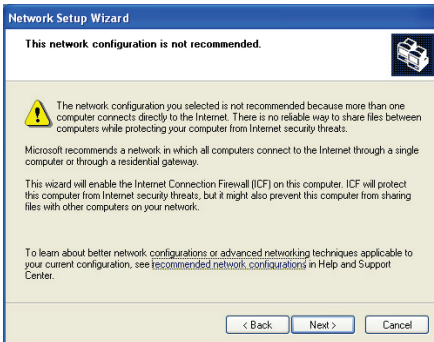 Network Setup Wizard
This network configuration is not recommended.
The network configuration you selected is not recommended because more than one
computer connects directly to the Internet. There is no reliable way to share files between
computers while protecting your computer from Internet security threats.
Microsoft recommends a network in which all computers connect to the Internet through a single
computer or through a residential gateway.
This wizard will enable the Internet Connection Firewall (ICF) on this computer. ICF will protect
this computer from Internet security threats, but it might also prevent this computer from sharing
files with other computers on your network.
To learn about better network configurations or advanced networking techniques applicable to
your current configuration, see recommended network configurations in Help and Support
Center.
< Back Next > Cancel